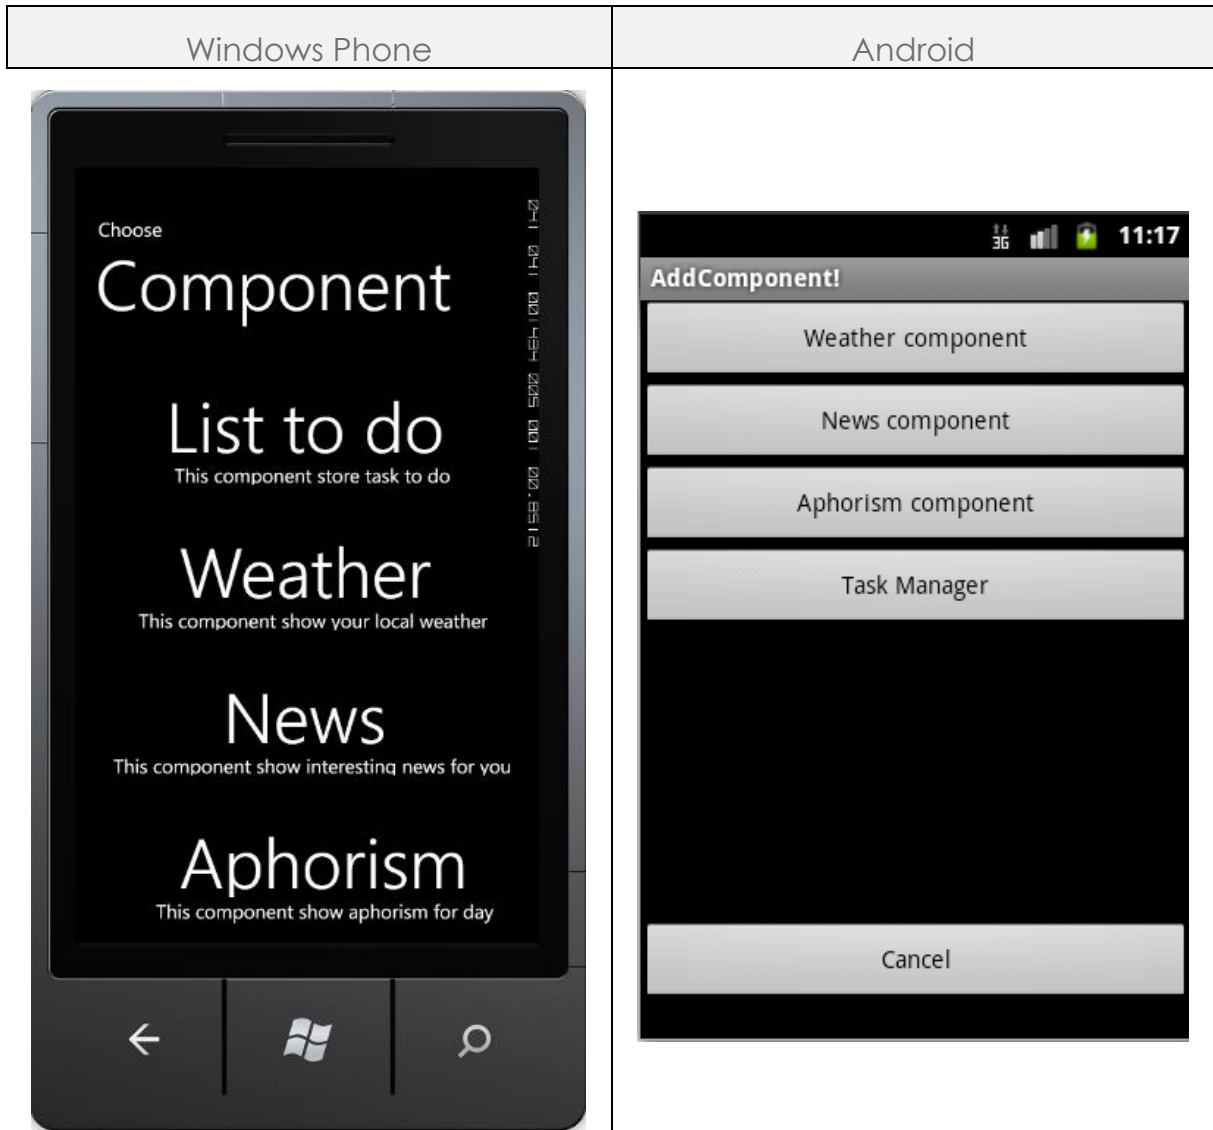 Windows Phone
Android
Choose
Component
List to do
This component store task to do
Weather
This component show your local weather
News
This component show interesting news for you
Aphorism
This component show aphorism for day
3G
11:17
AddComponent!
Weather component
News component
Aphorism component
Task Manager
Cancel